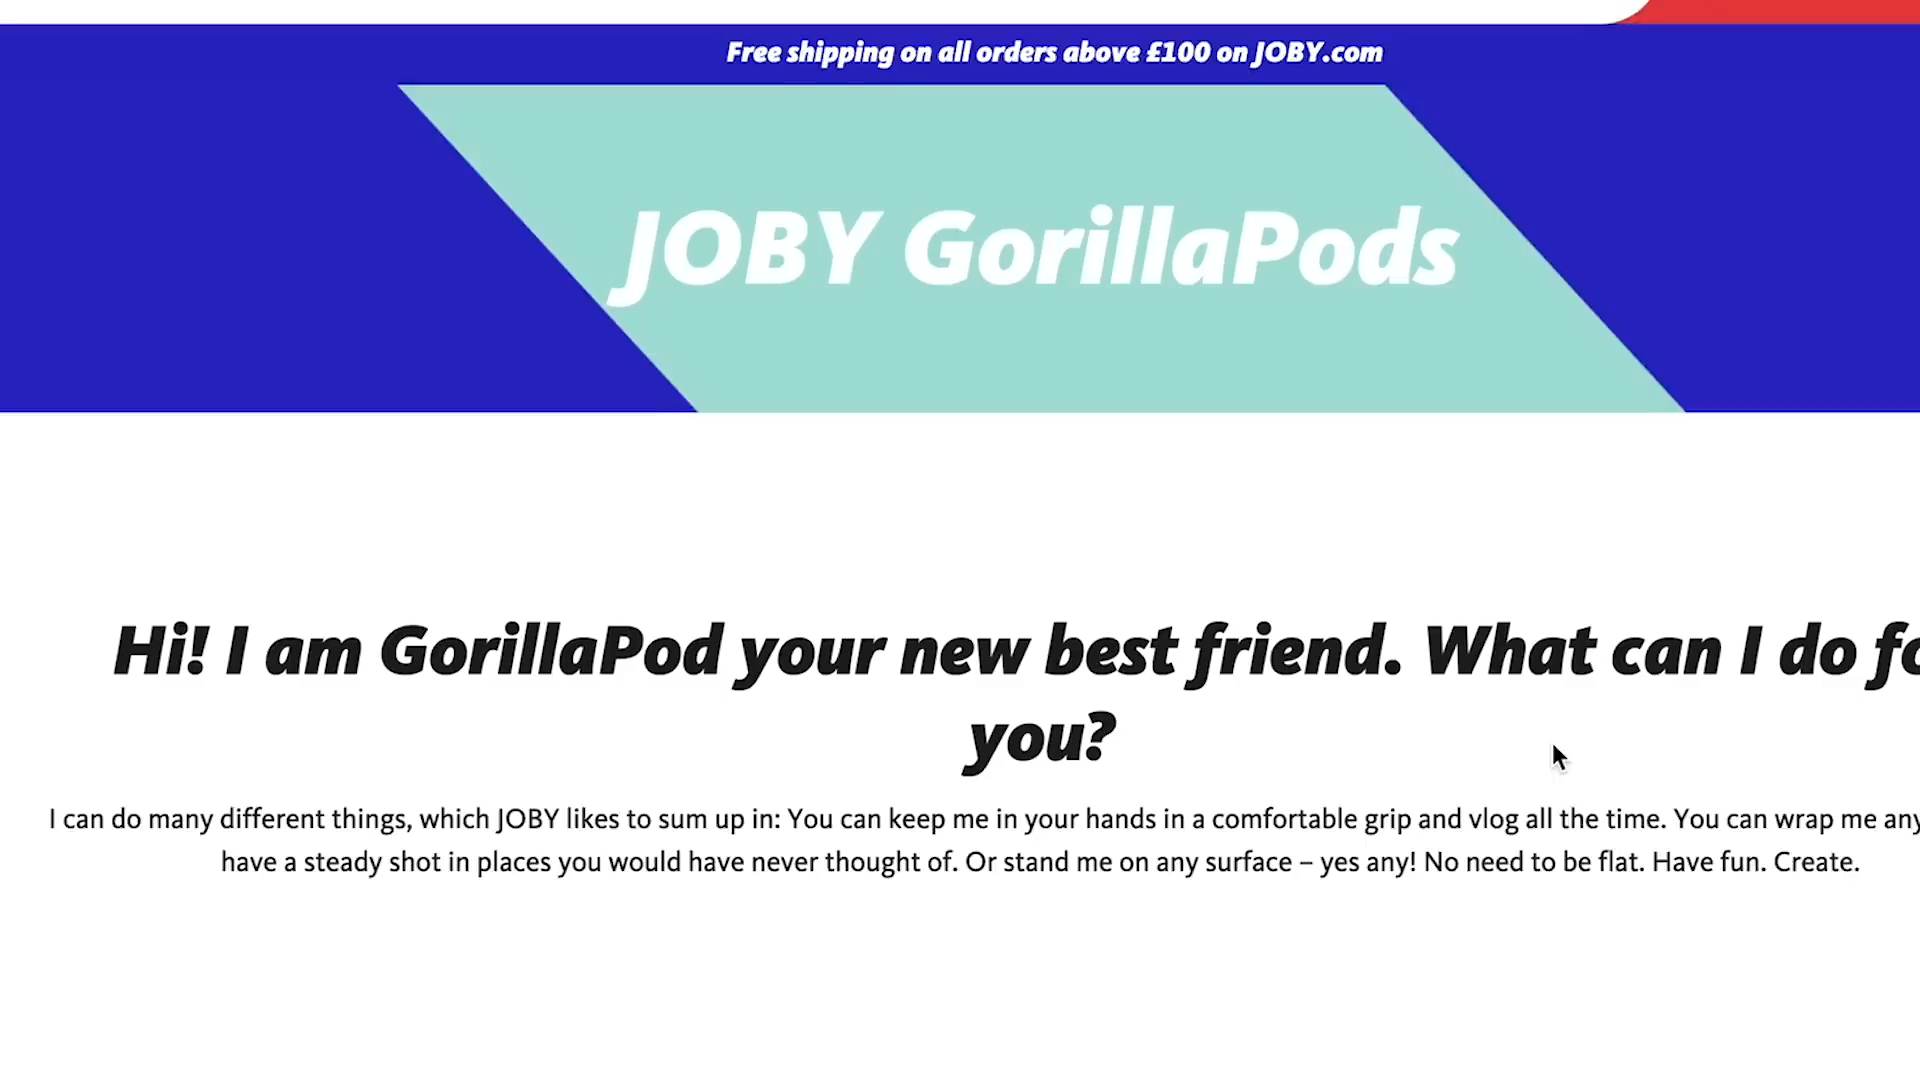 Free shipping on all orders above £100 on JOBY.com
JOBY GorillaPods
Hi! I am GorillaPod your new best friend. What can I do
you?
I can do many different things, which JOBY likes to sum up in: You can keep me in your hands in a comfortable grip and vlog all the time. You can wrap me
have a steady shot in places you would have never thought of. Or stand me on any surface – yes any! No need to be flat. Have fun. Create.